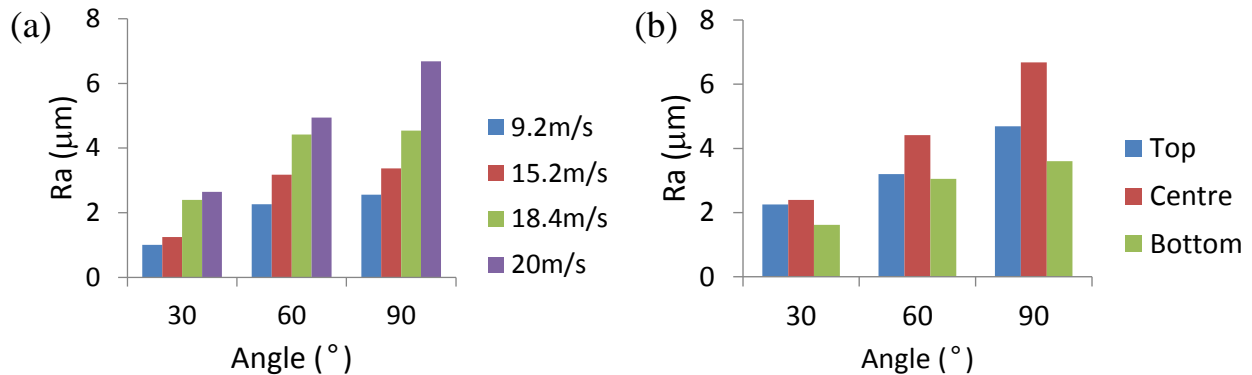 (a)
8
6
4
2
0
Ra (μm)
30 60 90
Angle (°)
9.2m/s
15.2m/s
18.4m/s
20m/s
(b)
8
6
4
2
0
Ra (μm)
30 60 90
Angle (°)
Top
Centre
Bottom